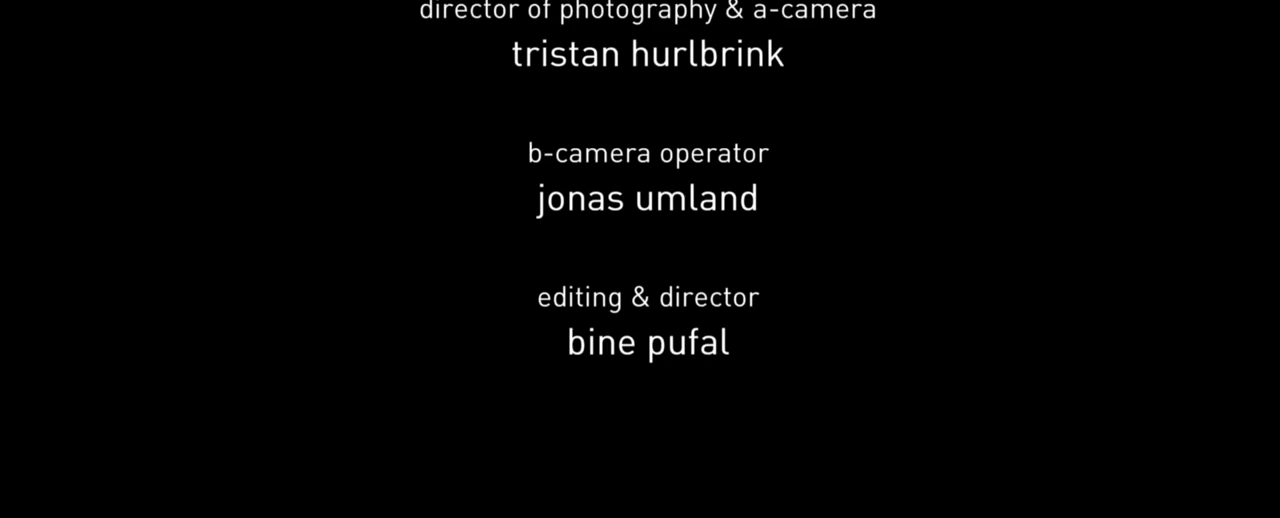 director of photography & a-camera
tristan hurlbrink
b-camera operator
jonas umland
editing & director
bine pufal